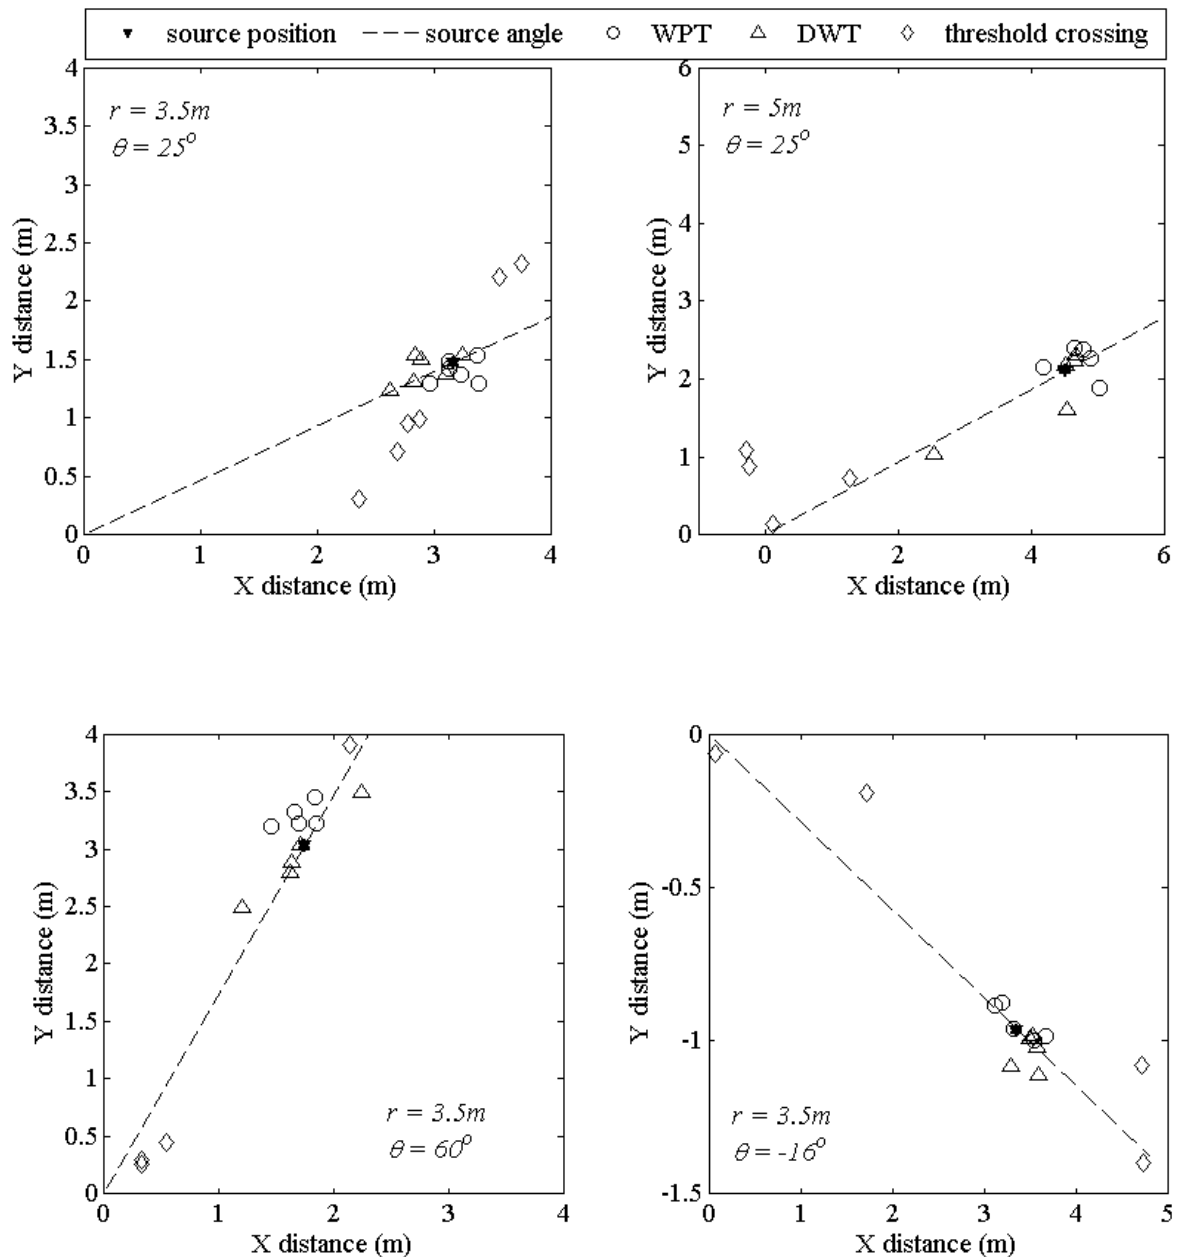 source position source angle WPT DWT threshold crossing
r = 3.5m
θ = 25°
4
3.5
3
2.5
2
1.5
1
0.5
0
Y distance (m)
0 1 2 3 4
X distance (m)
r = 5m
θ = 25°
6
5
4
3
2
1
0
Y distance (m)
0 2 4 6
X distance (m)
4
3.5
3
2.5
2
1.5
1
0.5
0
Y distance (m)
r = 3.5m
θ = 60°
0 1 2 3 4
X distance (m)
0
-0.5
-1
-1.5
Y distance (m)
r = 3.5m
θ = -16°
0 1 2 3 4 5
X distance (m)